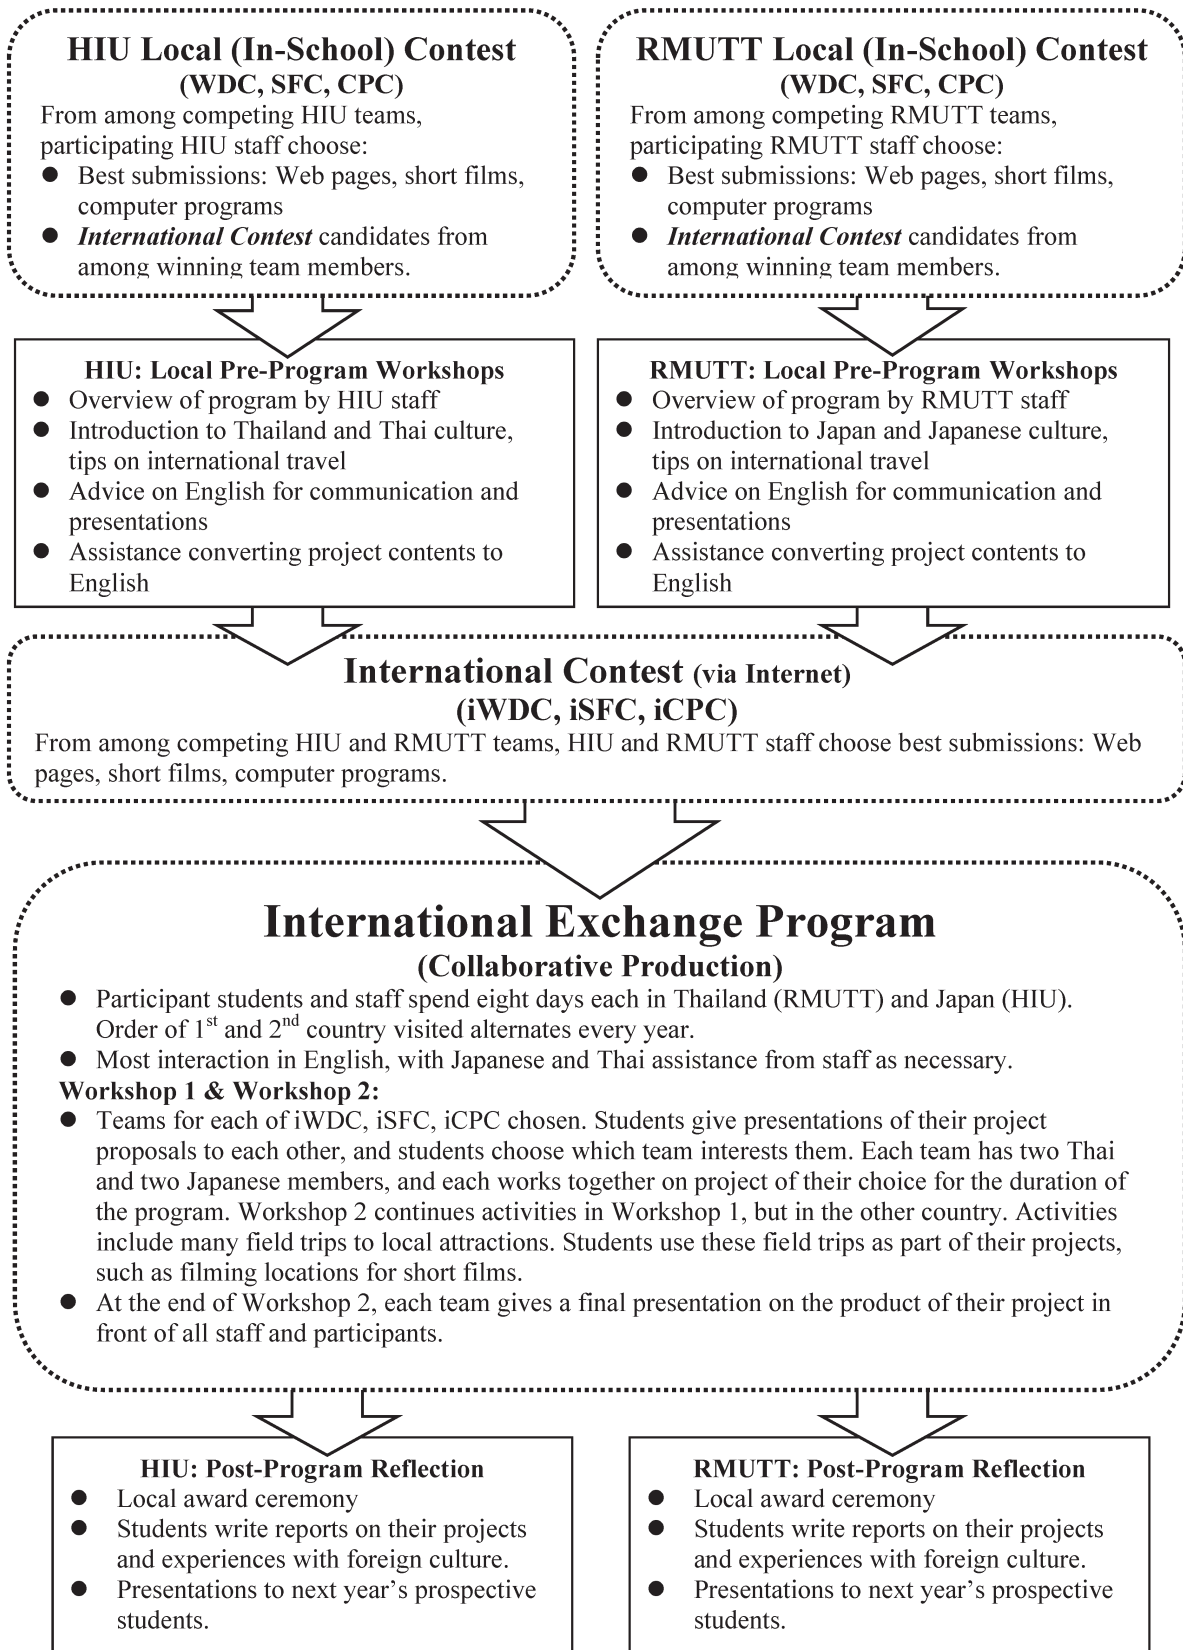 HIU Local (In-School) Contest
(WDC, SFC, CPC)
From among competing HIU teams,
participating HIU staff choose:
● Best submissions: Web pages, short films,
computer programs
● International Contest candidates from
among winning team members.
RMUTT Local (In-School) Contest
(WDC, SFC, CPC)
From among competing RMUTT teams,
participating RMUTT staff choose:
● Best submissions: Web pages, short films,
computer programs
● International Contest candidates from
among winning team members.
HIU: Local Pre-Program Workshops
● Overview of program by HIU staff
● Introduction to Thailand and Thai culture,
tips on international travel
● Advice on English for communication and
presentations
● Assistance converting project contents to
English
RMUTT: Local Pre-Program Workshops
● Overview of program by RMUTT staff
● Introduction to Japan and Japanese culture,
tips on international travel
● Advice on English for communication and
presentations
● Assistance converting project contents to
English
International Contest (via Internet)
(iWDC, iSFC, iCPC)
From among competing HIU and RMUTT teams, HIU and RMUTT staff choose best submissions: Web
pages, short films, computer programs.
International Exchange Program
(Collaborative Production)
● Participant students and staff spend eight days each in Thailand (RMUTT) and Japan (HIU).
Order of 1st and 2nd country visited alternates every year.
● Most interaction in English, with Japanese and Thai assistance from staff as necessary.
Workshop 1 & Workshop 2:
● Teams for each of iWDC, iSFC, iCPC chosen. Students give presentations of their project
proposals to each other, and students choose which team interests them. Each team has two Thai
and two Japanese members, and each works together on project of their choice for the duration of
the program. Workshop 2 continues activities in Workshop 1, but in the other country. Activities
include many field trips to local attractions. Students use these field trips as part of their projects,
such as filming locations for short films.
● At the end of Workshop 2, each team gives a final presentation on the product of their project in
front of all staff and participants.
HIU: Post-Program Reflection
● Local award ceremony
● Students write reports on their projects
and experiences with foreign culture.
● Presentations to next year's prospective
students.
RMUTT: Post-Program Reflection
● Local award ceremony
● Students write reports on their projects
and experiences with foreign culture.
● Presentations to next year's prospective
students.